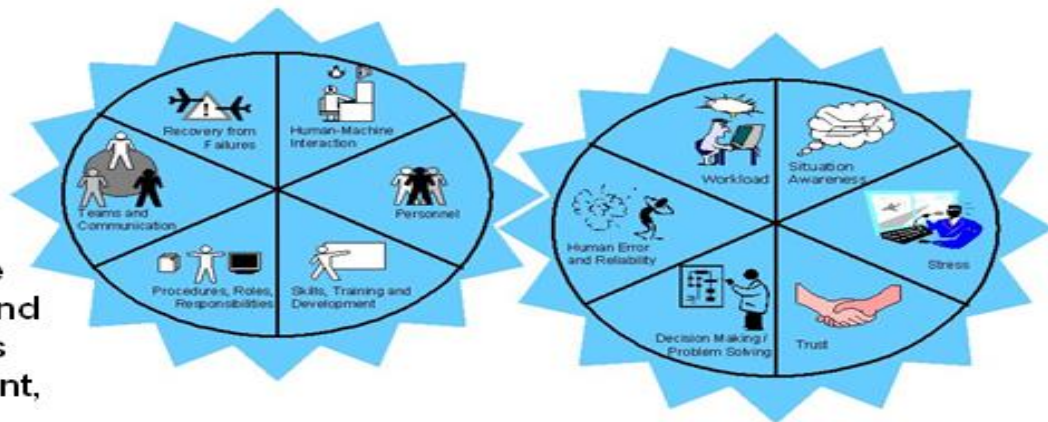 Recovery from
Failures
Human-Machine
Interaction
Teams and
Communication
Personnel
Procedures, Roles,
Responsibilities
Skills, Training and
Development
Workload
Situation
Awareness
Human Error
and Reliability
Stress
Decision Making /
Problem Solving
Trust
nd
s
nt,